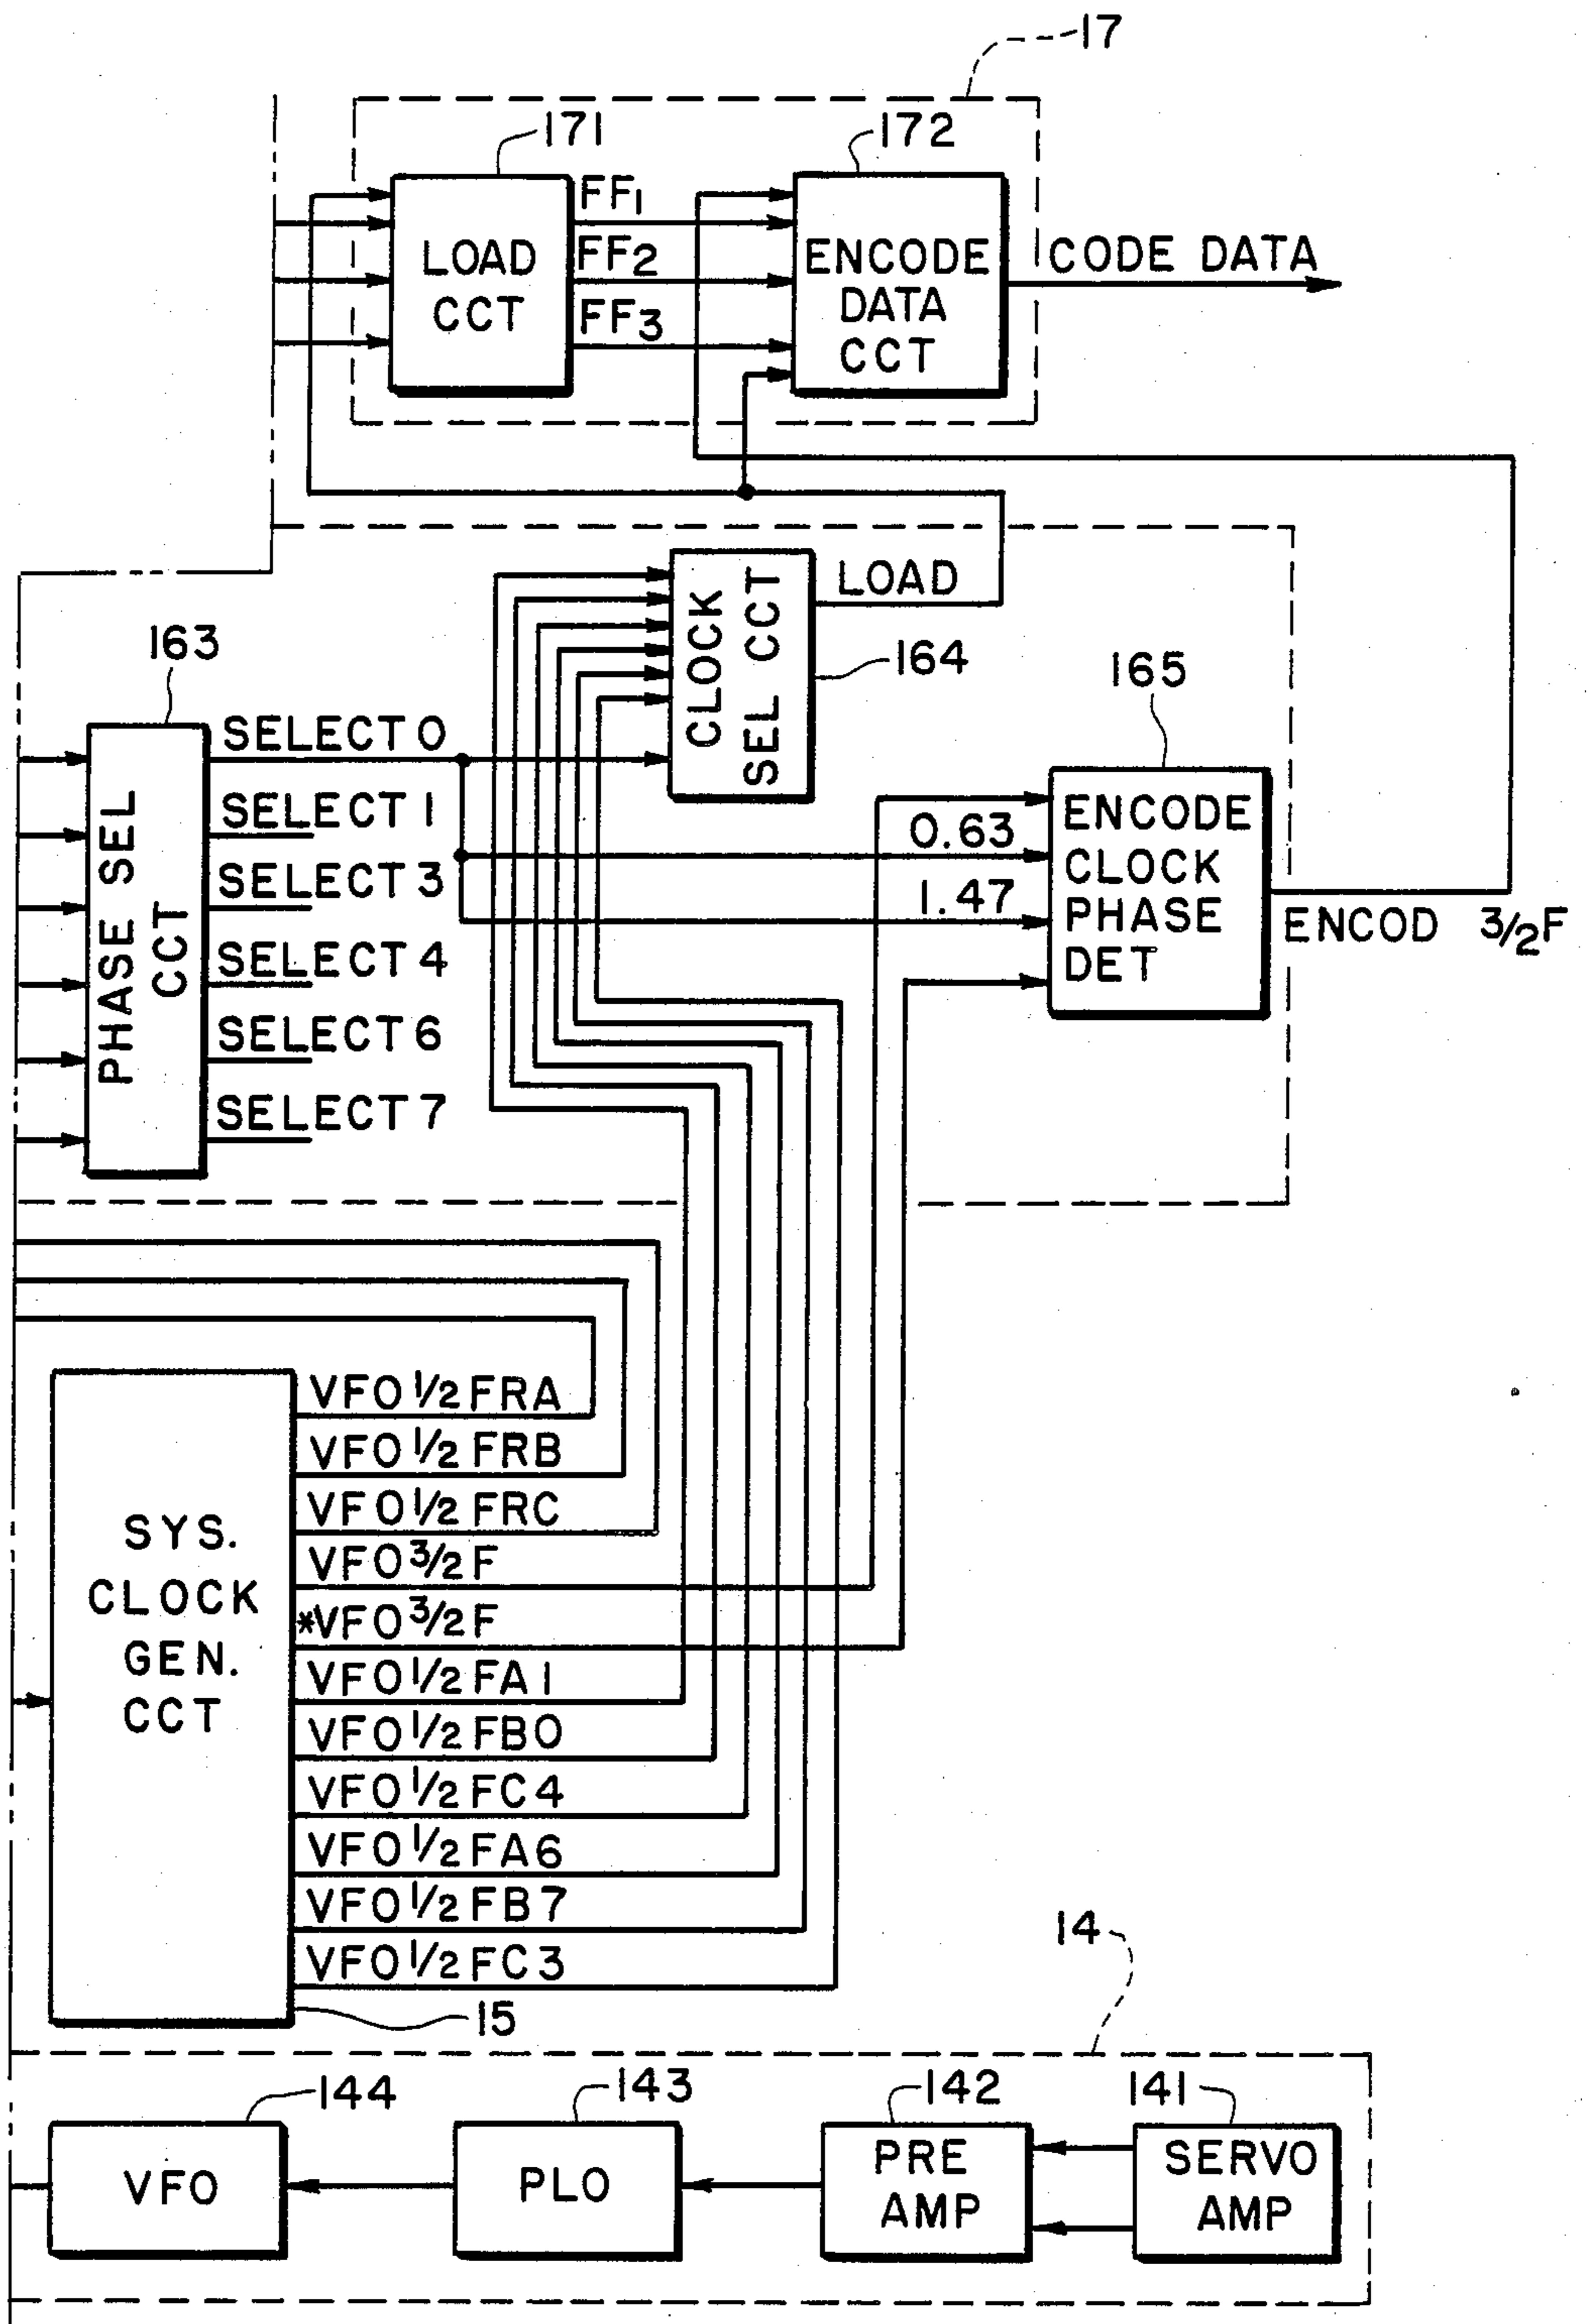 17
171
172
FF1
FF2
FF3
LOAD
CCT
ENCODE
DATA
CCT
CODE DATA
LOAD
CLOCK
SEL CCT
164
163
165
SELECT 0
SELECT 1
SELECT 3
SELECT 4
SELECT 6
SELECT 7
PHASE SEL
CCT
0.63
1.47
ENCODE
CLOCK
PHASE
DET
ENCOD 3/2F
VFO 1/2 FRA
VFO 1/2 FRB
VFO 1/2 FRC
VFO 3/2 F
*VFO 3/2 F
VFO 1/2 FA1
VFO 1/2 FB0
VFO 1/2 FC4
VFO 1/2 FA6
VFO 1/2 FB7
VFO 1/2 FC3
SYS.
CLOCK
GEN.
CCT
15
14
144
143
142
141
VFO
PLO
PRE
AMP
SERVO
AMP